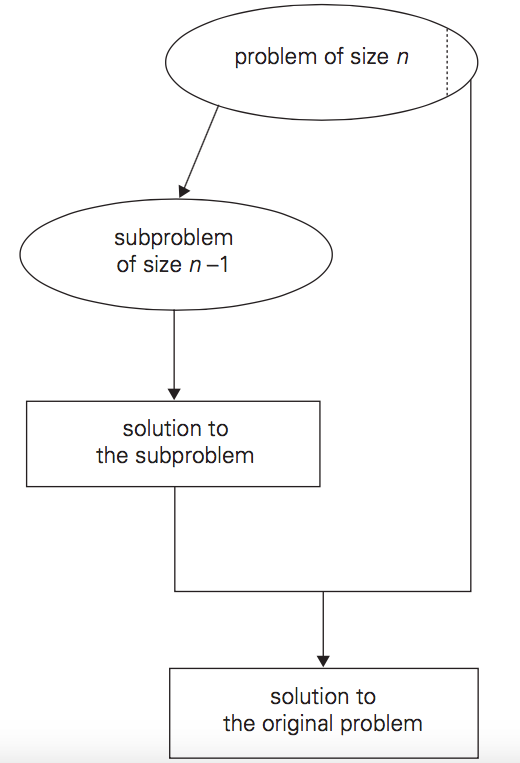 problem of size n
subproblem
of size n –1
solution to
the subproblem
solution to
the original problem